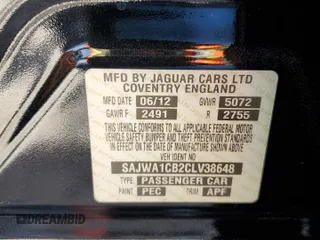 MFD BY JAGUAR CARS LTD
COVENTRY ENGLAND
MFD DATE 06/12 GVWR 5072
GAWR F 2491 R 2755
THIS VEHICLE CONFORMS TO ALL APPLICABLE FEDERAL MOTOR
VEHICLE SAFETY, BUMPER AND THEFT PREVENTION STANDARDS
IN EFFECT ON THE DATE OF MANUFACTURE SHOWN ABOVE
VEHICLE ID NO
SAJWA1CB2CLV38648
TYPE PASSENGER CAR
PAINT PEC TRIM APF
DREAMBID